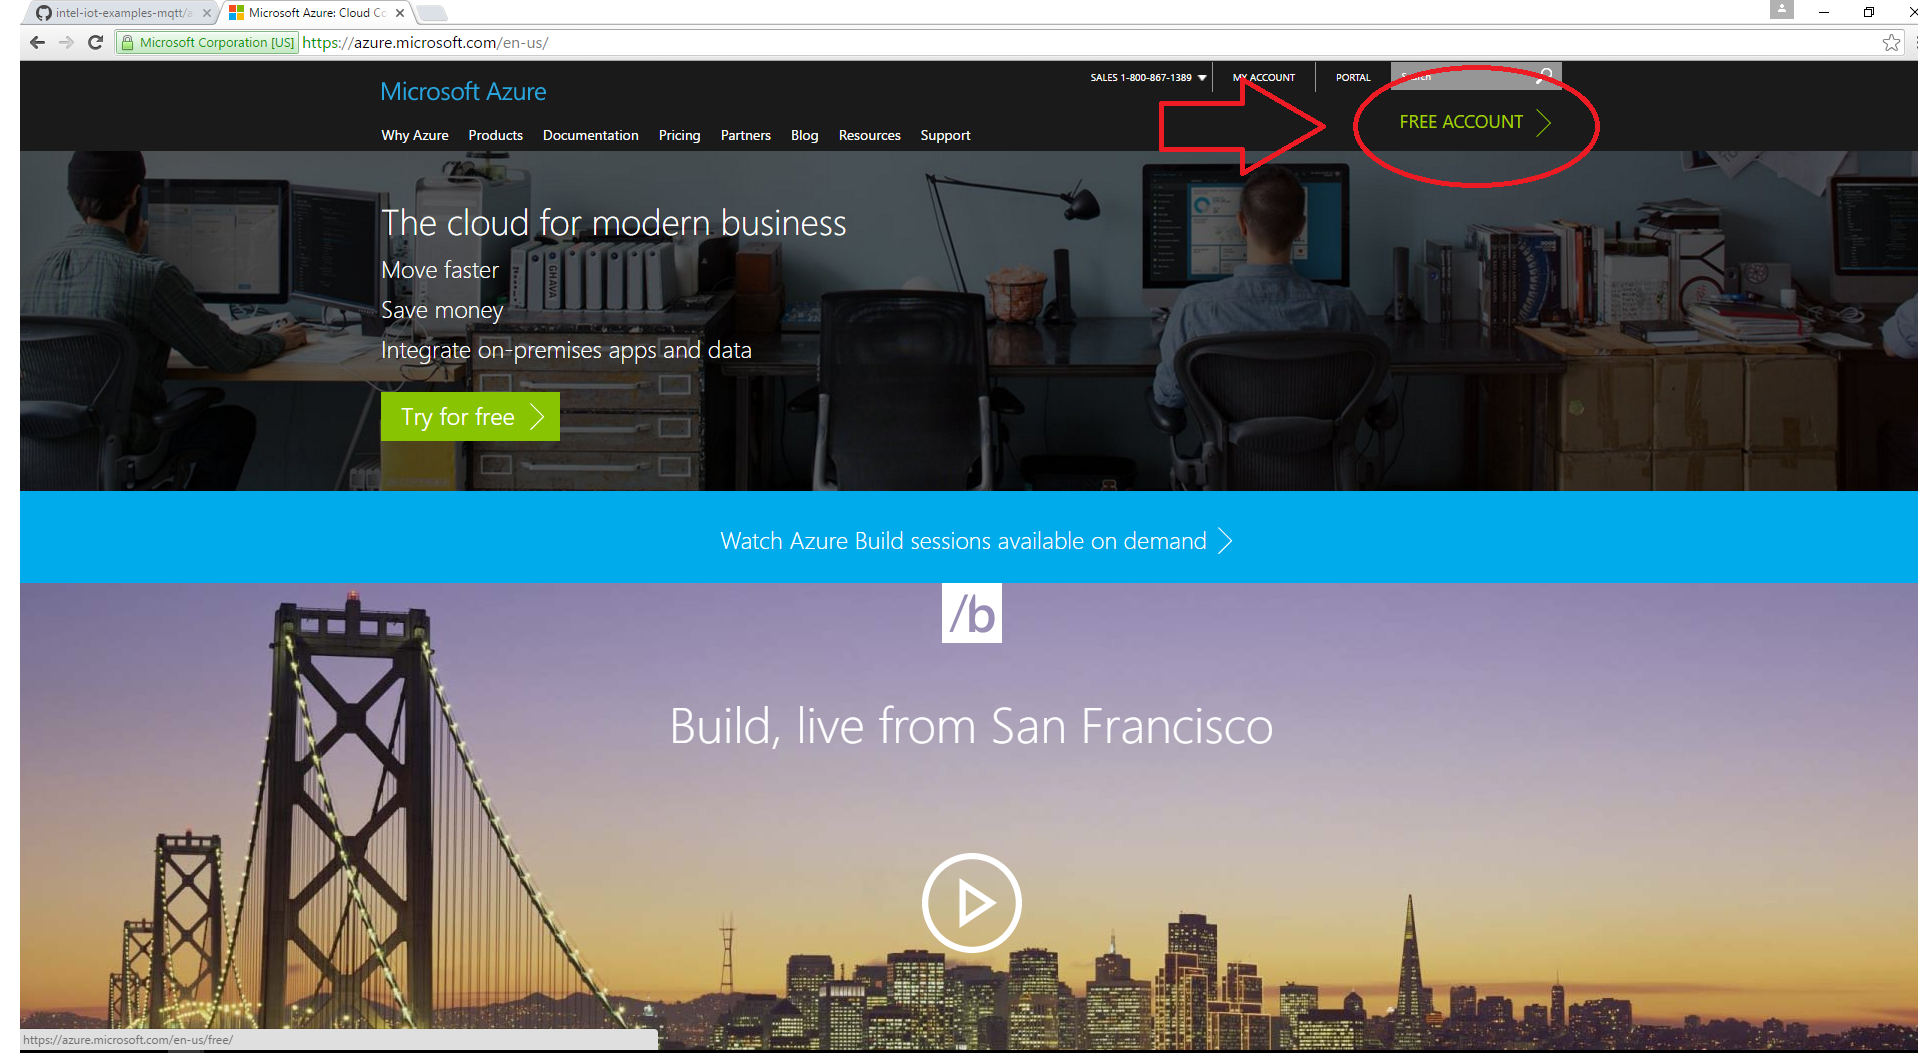 intel-iot-examples-mqtt/a
Microsoft Azure: Cloud Co
Microsoft Corporation [US] https://azure.microsoft.com/en-us/
SALES 1-800-867-1389 MY ACCOUNT PORTAL Search
Microsoft Azure
FREE ACCOUNT
Why Azure Products Documentation Pricing Partners Blog Resources Support
The cloud for modern business
Move faster
Save money
Integrate on-premises apps and data
Try for free
Watch Azure Build sessions available on demand
/b
Build, live from San Francisco
https://azure.microsoft.com/en-us/free/